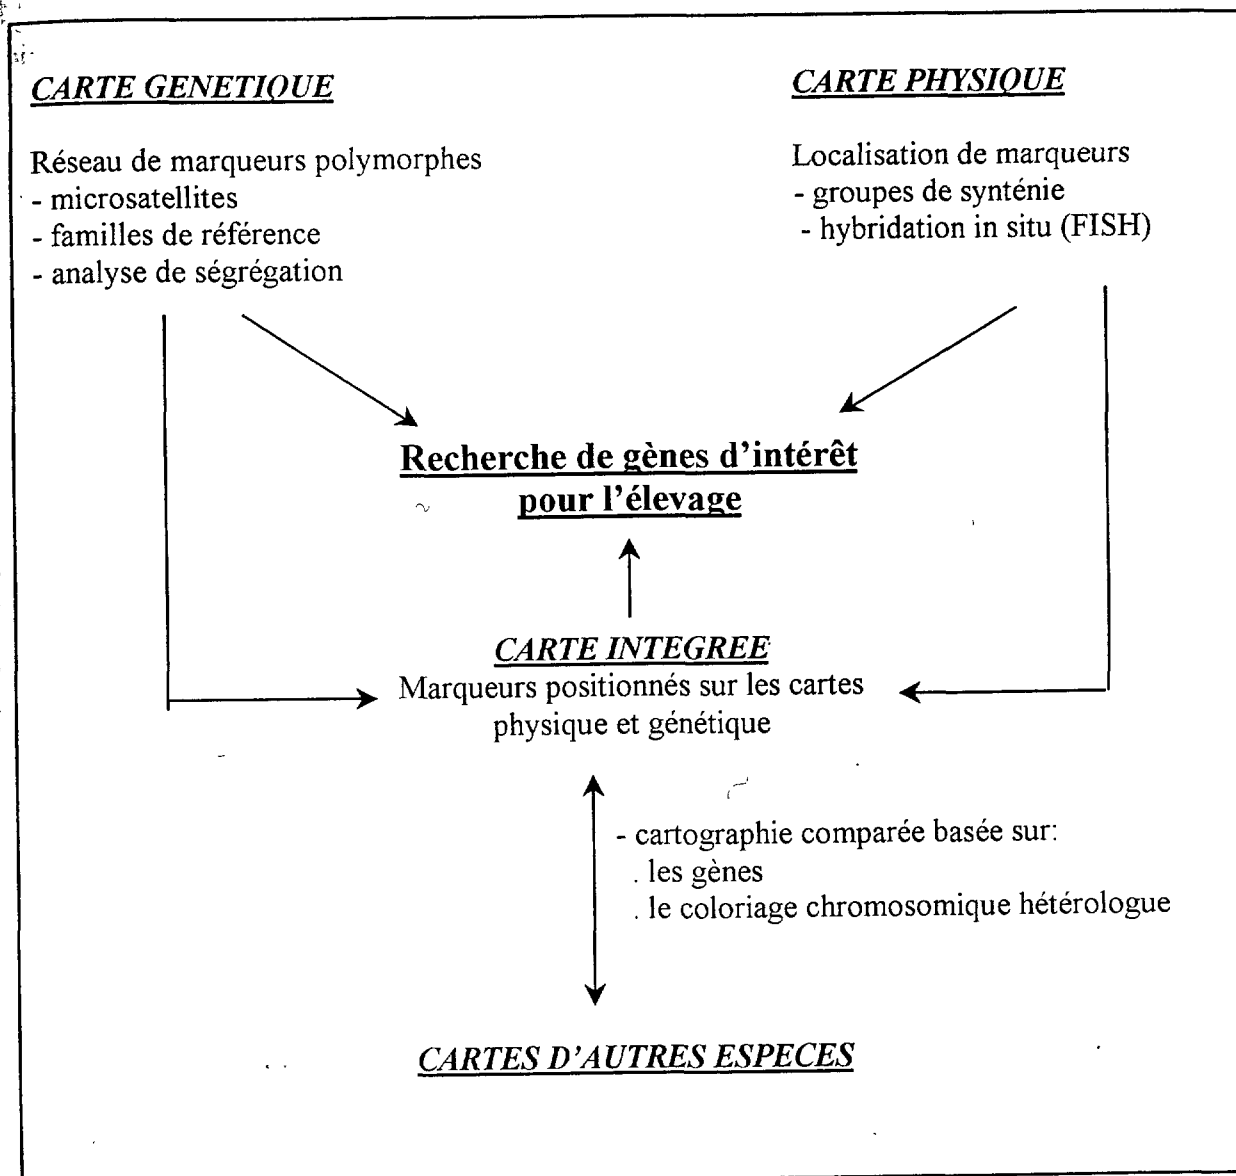 CARTE GENETIQUE
Réseau de marqueurs polymorphes
- microsatellites
- familles de référence
- analyse de ségrégation
CARTE PHYSIQUE
Localisation de marqueurs
- groupes de synténie
- hybridation in situ (FISH)
Recherche de gènes d'intérêt
pour l'élevage
CARTE INTEGREE
Marqueurs positionnés sur les cartes
physique et génétique
- cartographie comparée basée sur:
. les gènes
. le coloriage chromosomique hétérologue
CARTES D'AUTRES ESPECES